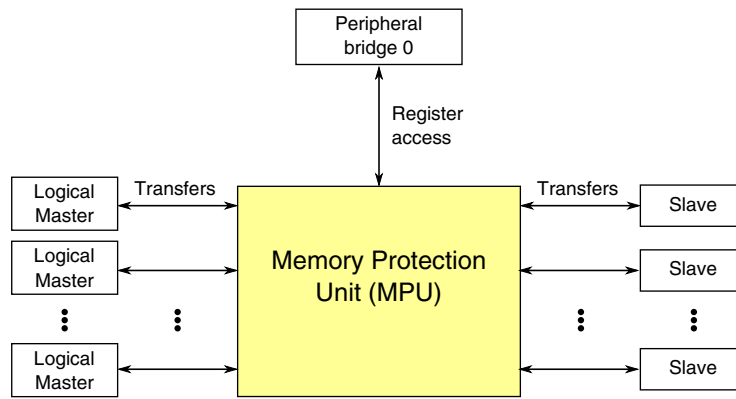 Peripheral
bridge 0
Register
access
Logical
Master
Transfers
Transfers
Slave
Logical
Master
Memory Protection
Unit (MPU)
Slave
Logical
Master
Slave